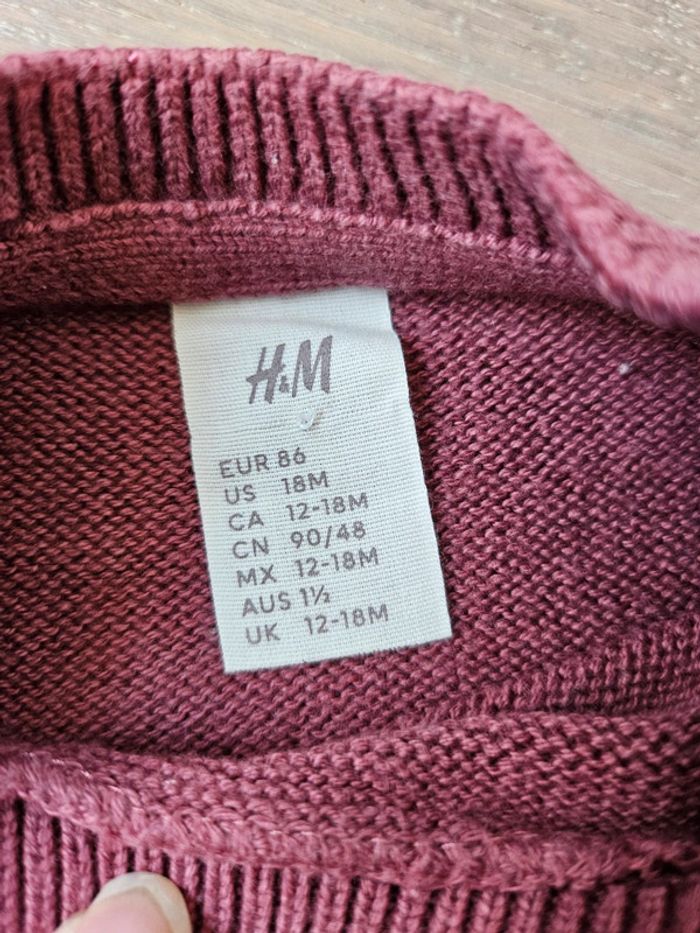 H&M
EUR 86
US 18M
CA 12-18M
CN 90/48
MX 12-18M
AUS 1½
UK 12-18M